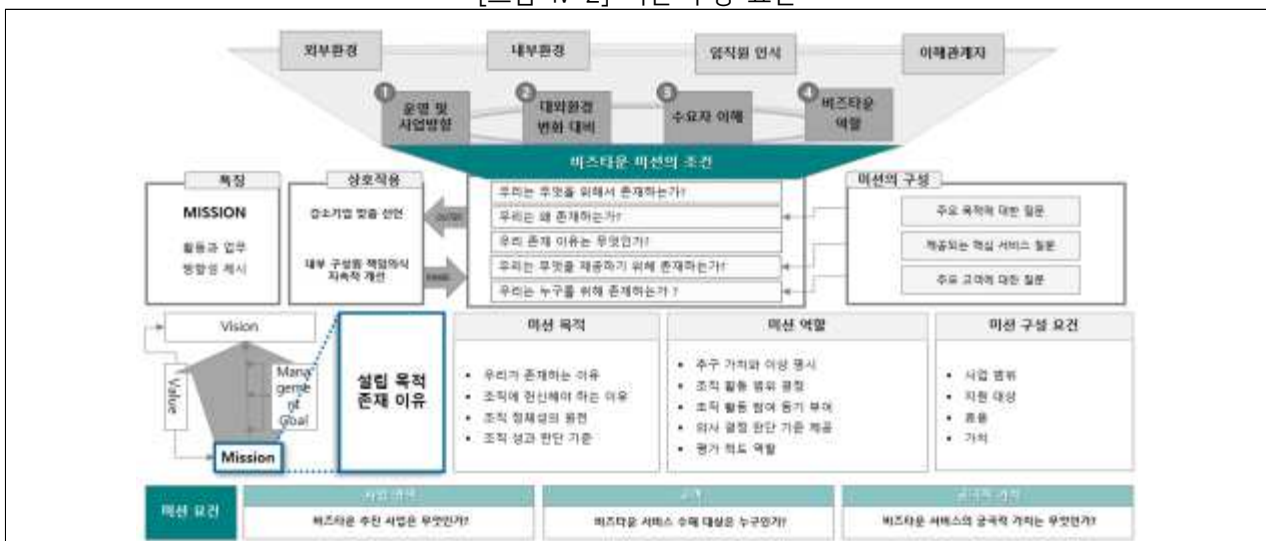 외부환경
내부환경
임직원 인식
이해관계자
1
운영 및
사업방향
2
대외환경
변화 대비
3
수요자 이해
4
비즈타운
역할
비즈타운 미션의 조건
특징
MISSION
활동과 업무
방향성 제시
상호작용
강소기업 맞춤 선언
내부 구성원 책임의식
지속적 개선
우리는 무엇을 위해서 존재하는가?
우리는 왜 존재하는가?
우리 존재 이유는 무엇인가?
우리는 무엇을 제공하기 위해 존재하는가?
우리는 누구를 위해 존재하는가 ?
미션의 구성
주요 목적에 대한 질문
제공되는 핵심 서비스 질문
주요 고객에 대한 질문
Vision
Value
Mana
geme
nt
Goal
Mission
설립 목적
존재 이유
미션 목적
• 우리가 존재하는 이유
• 조직에 헌신해야 하는 이유
• 조직 정체성의 원천
• 조직 성과 판단 기준
미션 역할
• 추구 가치와 이상 명시
• 조직 활동 범위 결정
• 조직 활동 참여 동기 부여
• 의사 결정 판단 기준 제공
• 평가 척도 역할
미션 구성 요건
• 사업 범위
• 지원 대상
• 효용
• 가치
미션 요건
비즈타운 추진 사업은 무엇인가?
고객
비즈타운 서비스 수혜 대상은 누구인가?
궁극적 가치
비즈타운 서비스의 궁극적 가치는 무엇인가?